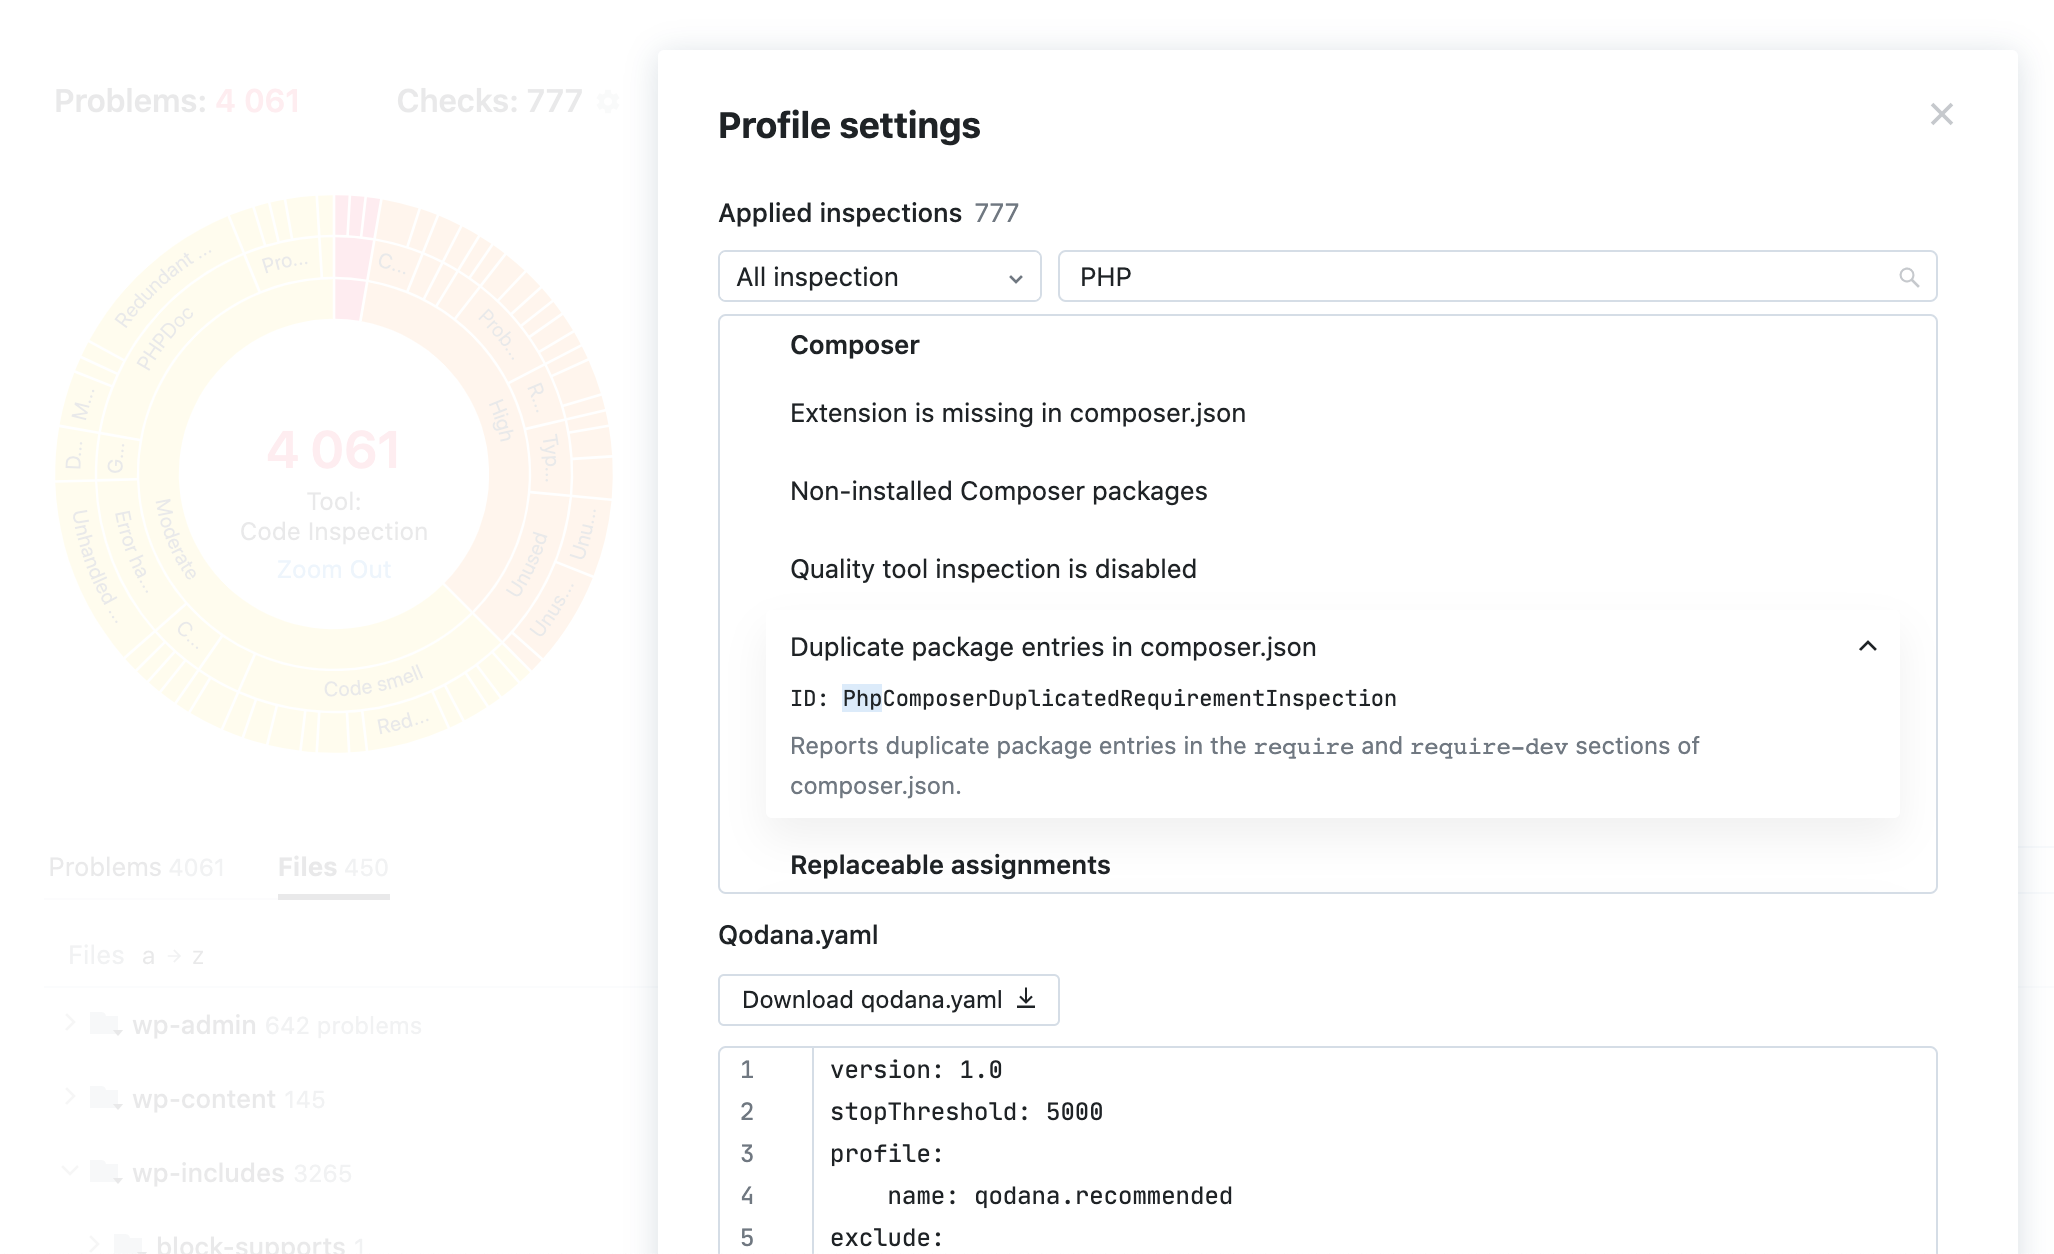 Problems: 4 061
Checks: 777
Redundant ...
Pro...
C...
PHPDoc
Prob...
M...
R...
High
D...
G...
Typ...
4 061
Tool:
Code Inspection
Zoom Out
Unhandled ...
Error ha...
Moderate
Unused
Unu...
Unus...
C...
Code smell
Red...
Problems 4061
Files 450
Files a → z
wp-admin 642 problems
wp-content 145
wp-includes 3265
block-supports 1
Profile settings
Applied inspections 777
All inspection
PHP
Composer
Extension is missing in composer.json
Non-installed Composer packages
Quality tool inspection is disabled
Duplicate package entries in composer.json
ID: PhpComposerDuplicatedRequirementInspection
Reports duplicate package entries in the require and require-dev sections of
composer.json.
Replaceable assignments
Qodana.yaml
Download qodana.yaml
1 version: 1.0
2 stopThreshold: 5000
3 profile:
4 name: qodana.recommended
5 exclude: